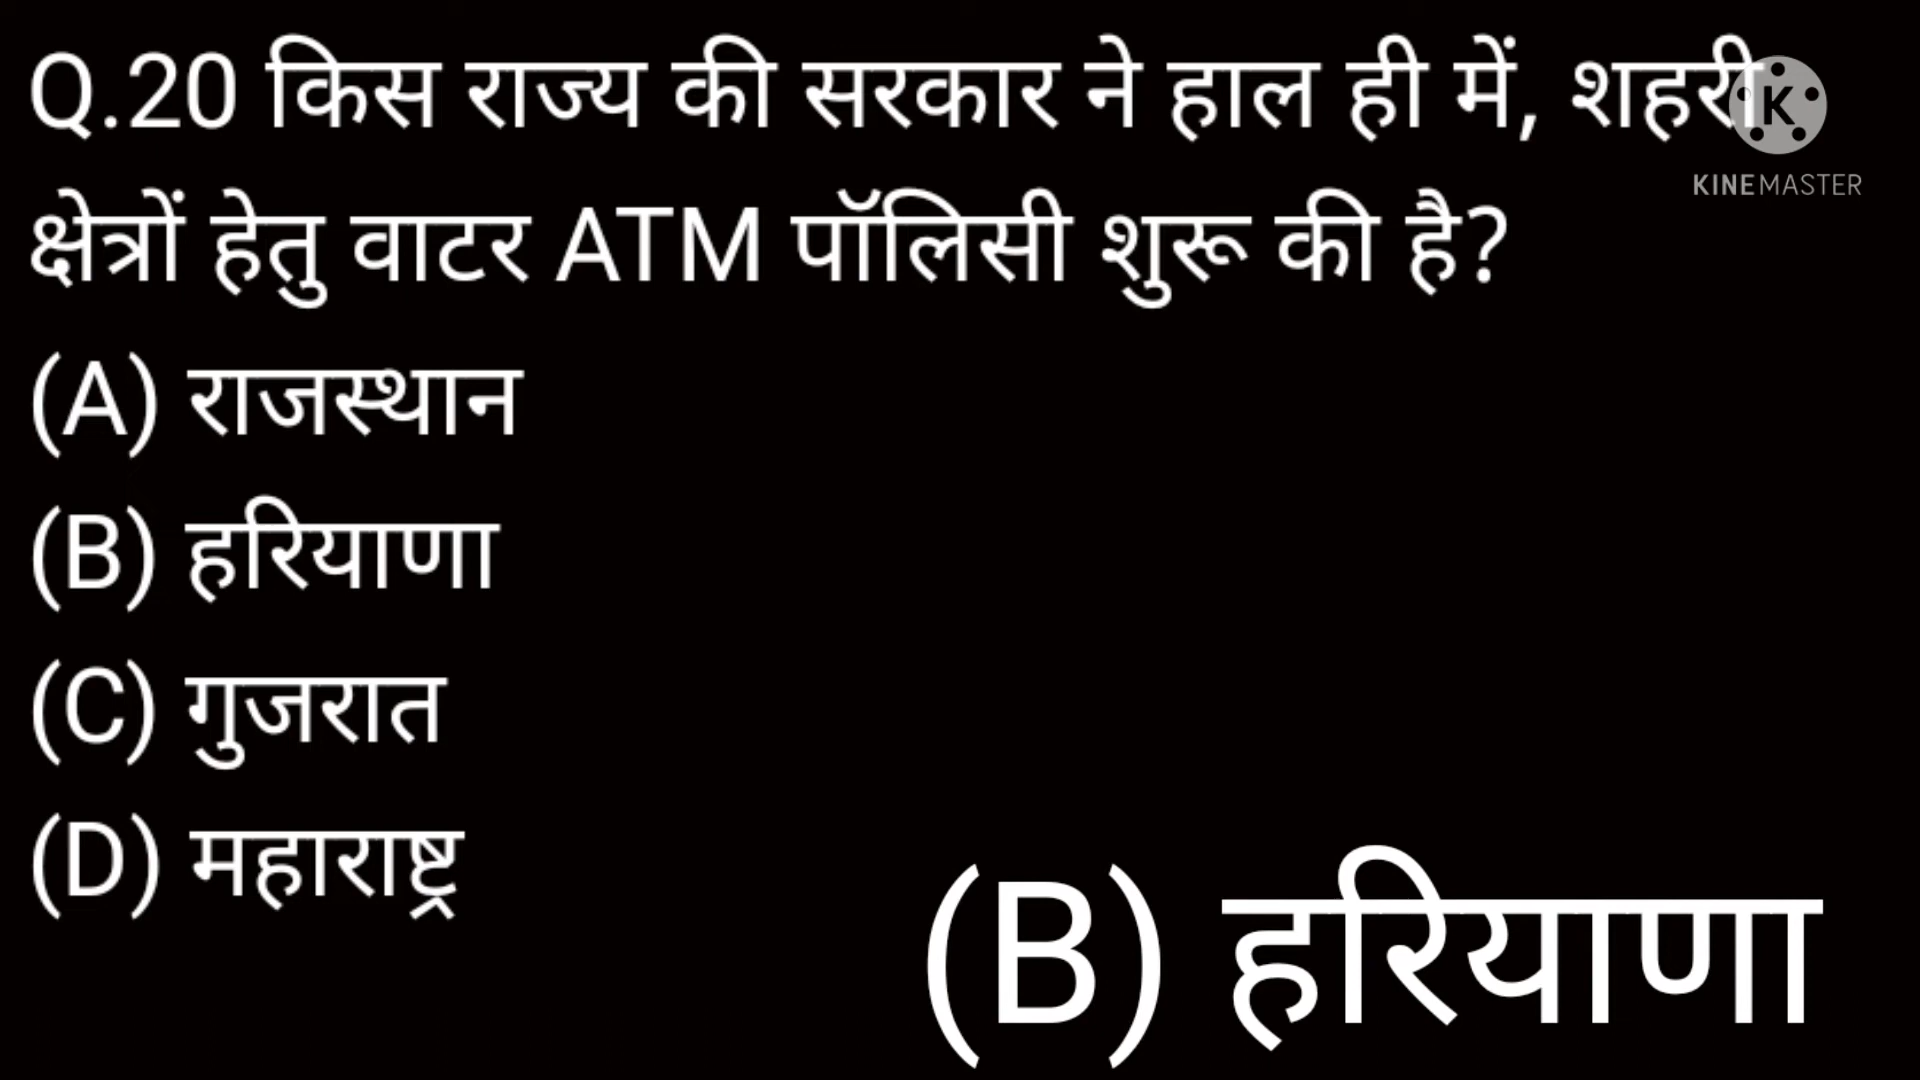 Q.20 किस राज्य की सरकार ने हाल ही में, शहरी
KINEMASTER
क्षेत्रों हेतु वाटर ATM पॉलिसी शुरू की है?
(A) राजस्थान
(B) हरियाणा
(C) गुजरात
(D) महाराष्ट्र
(B) हरियाणा